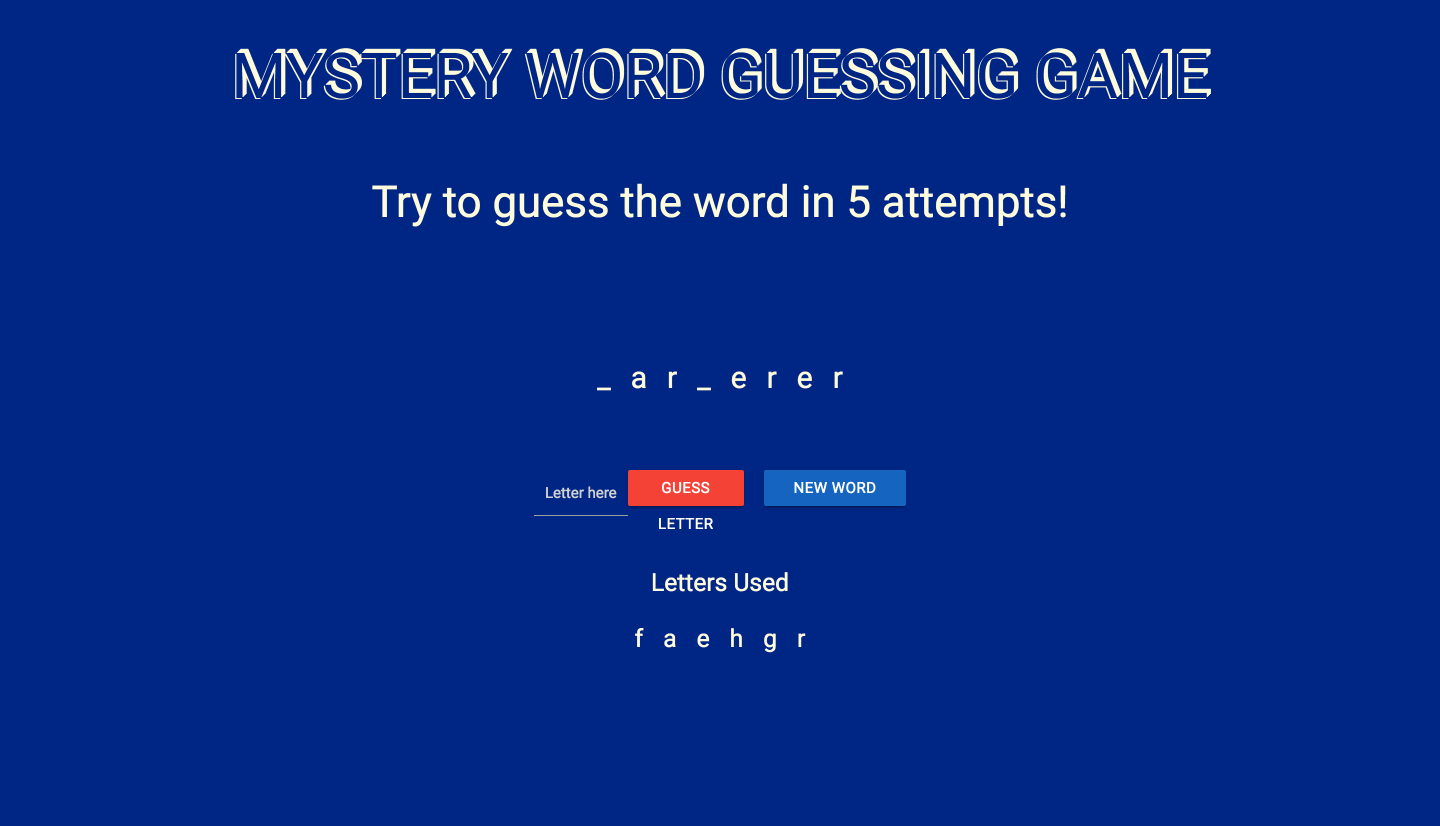 MYSTERY WORD GUESSING GAME
Try to guess the word in 5 attempts!
_ a r _ e r e r
Letter here GUESS NEW WORD
LETTER
Letters Used
f a e h g r